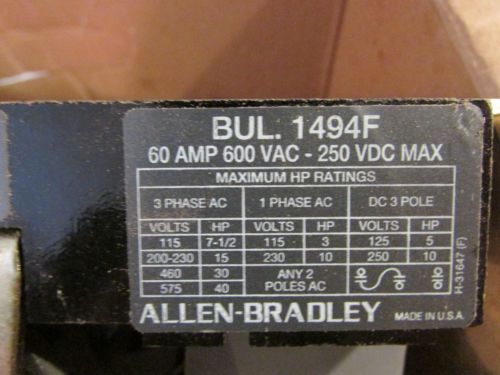 BUL. 1494F
60 AMP 600 VAC - 250 VDC MAX
MAXIMUM HP RATINGS
3 PHASE AC 1 PHASE AC DC 3 POLE
VOLTS HP VOLTS HP VOLTS HP
115 7-1/2 115 3 125 5
200-230 15 230 10 250 10
460 30 ANY 2
575 40 POLES AC
H-31647 (F)
ALLEN-BRADLEY MADE IN U.S.A.